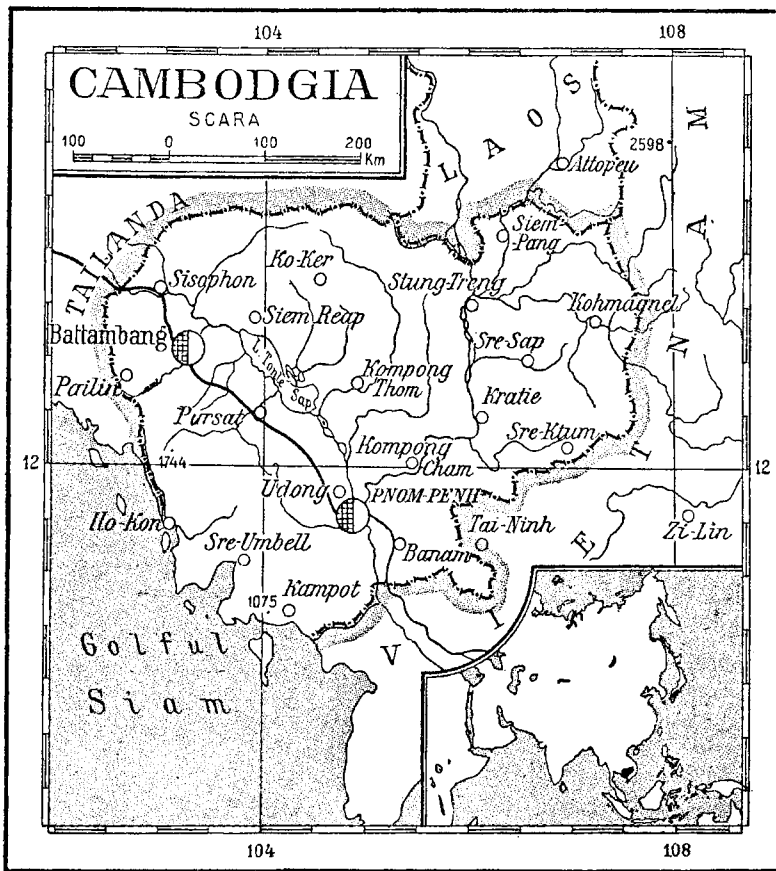 104
108
CAMBODGIA
SCARA
100
0
100
200
Km
LAOS
2598
Attopeu
TAILANDA
Siem-
Pang
Ko-Ker
Sisophon
Stung-Treng
Siem Reap
Kohmagnel
Battambang
Sre-Sap
L. Tonle Sap
Kompong
Thom
Pailin
Pursat
Kratie
Kompong
Cham
Sre-Ktum
12
1744
12
Udong
PNOM-PENH
Ilo-Kon
Tai-Ninh
Zi-Lin
Sre-Umbell
Banam
Kampot
1075
VIETNAM
Golful
Siam
104
108